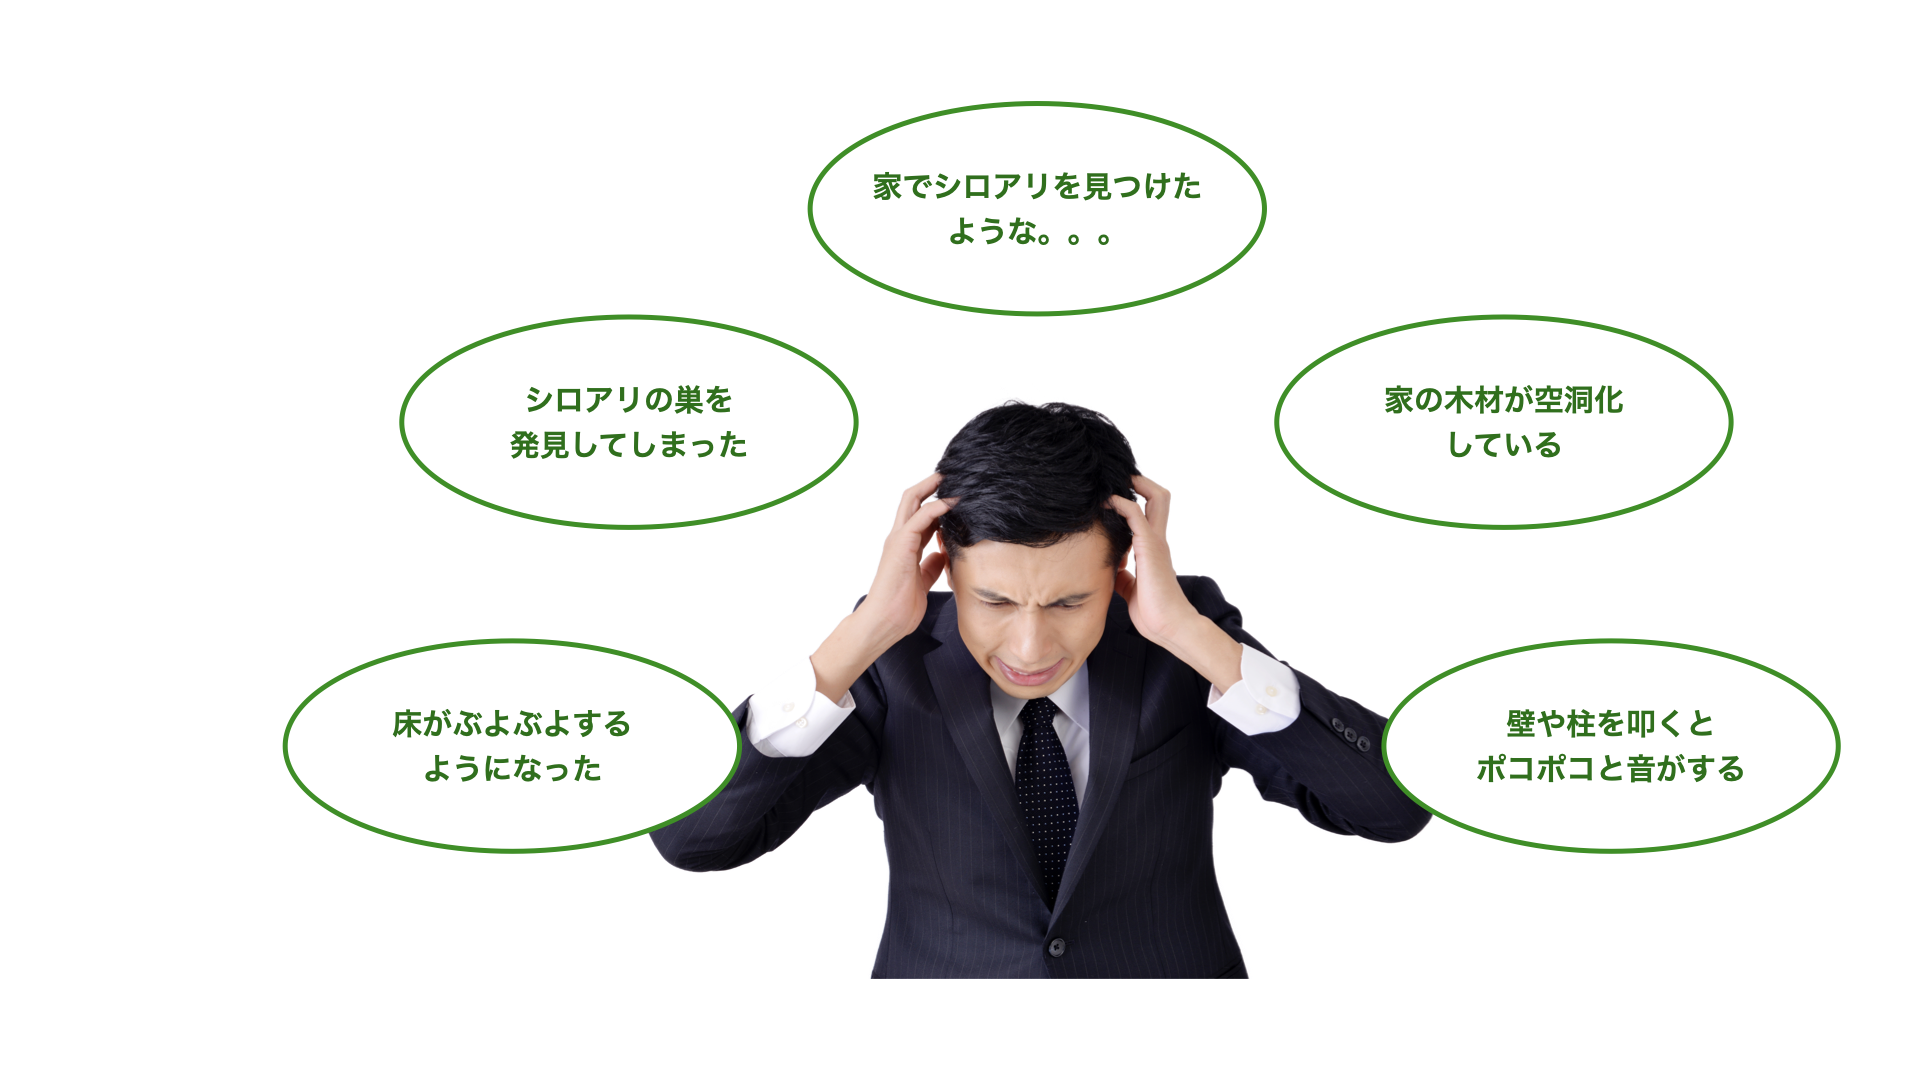 家でシロアリを見つけた
ような。。。
シロアリの巣を
発見してしまった
家の木材が空洞化
している
床がぶよぶよする
ようになった
壁や柱を叩くと
ポコポコと音がする